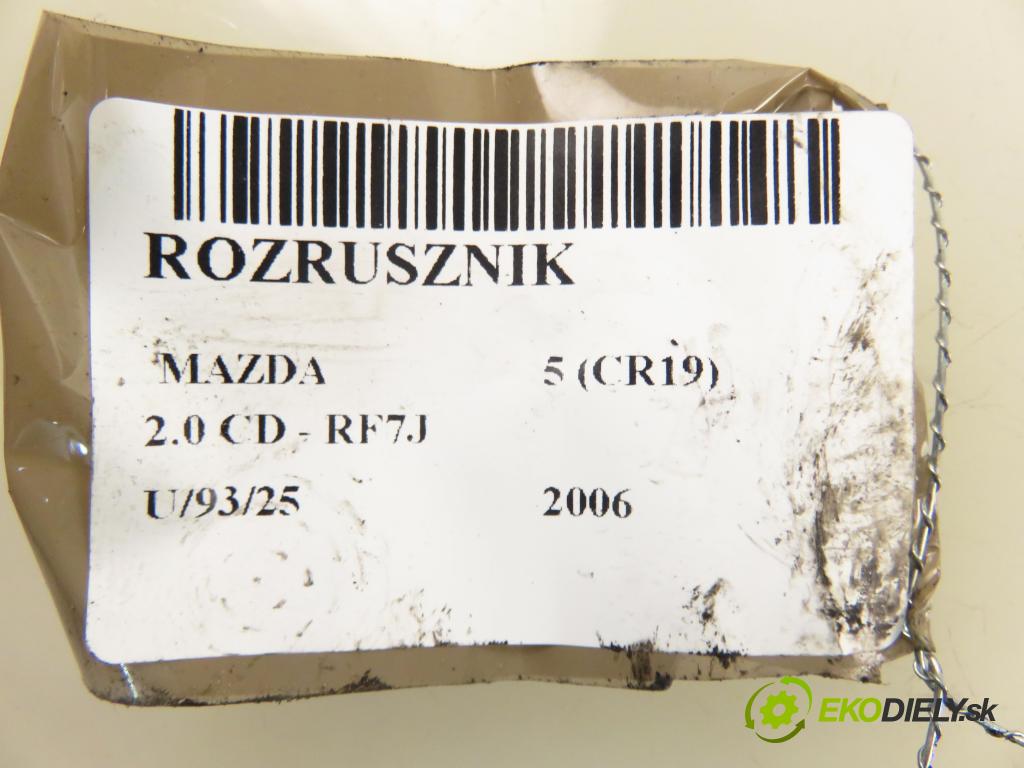 ROZRUSZNIK
MAZDA 5 (CR19)
2.0 CD - RF7J
U/93/25 2006
EKODIELY.sk